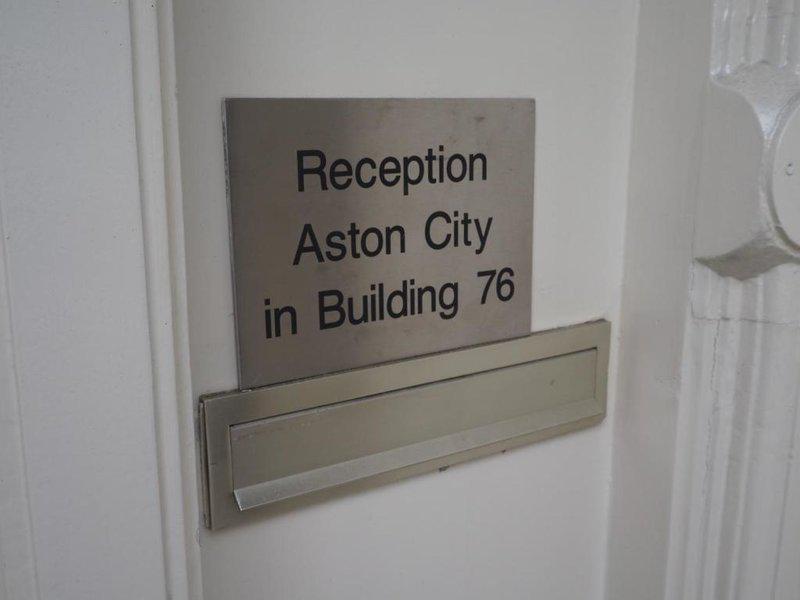 Reception
Aston City
in Building 76